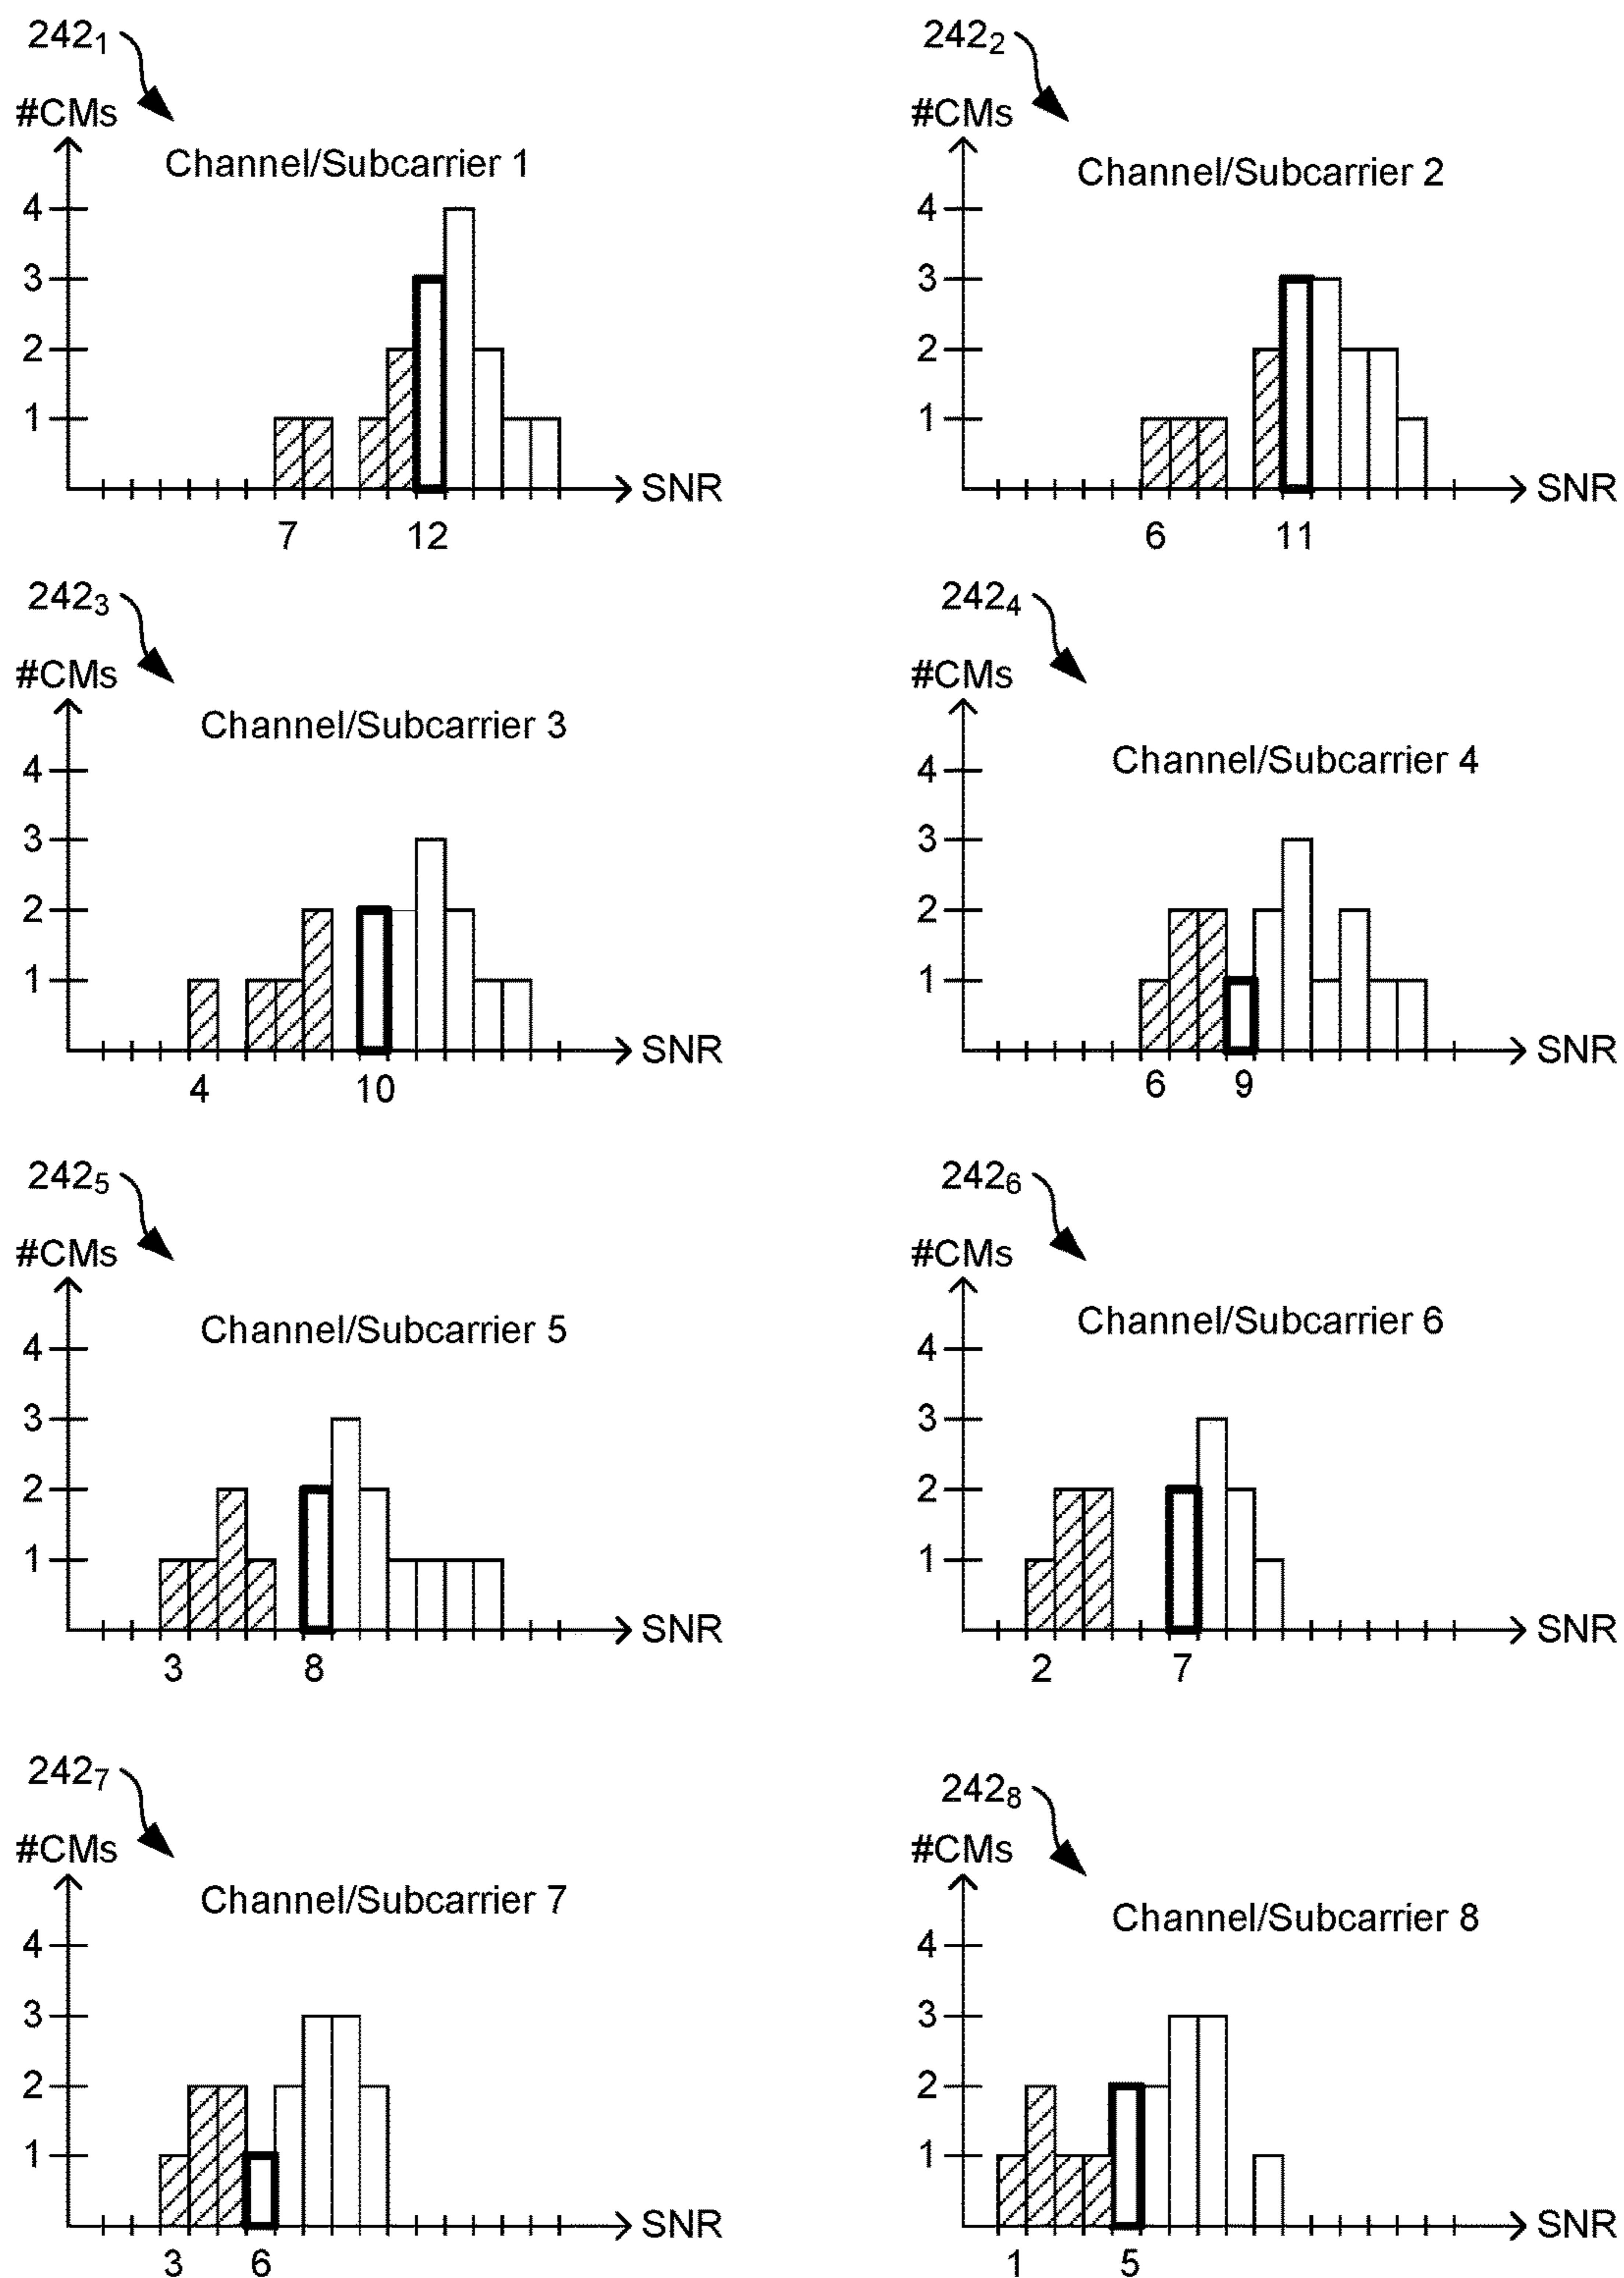 242₁
#CMs
Channel/Subcarrier 1
4
3
2
1
SNR
7 12
242₂
#CMs
Channel/Subcarrier 2
4
3
2
1
SNR
6 11
242₃
#CMs
Channel/Subcarrier 3
4
3
2
1
SNR
4 10
242₄
#CMs
Channel/Subcarrier 4
4
3
2
1
SNR
6 9
242₅
#CMs
Channel/Subcarrier 5
4
3
2
1
SNR
3 8
242₆
#CMs
Channel/Subcarrier 6
4
3
2
1
SNR
2 7
242₇
#CMs
Channel/Subcarrier 7
4
3
2
1
SNR
3 6
242₈
#CMs
Channel/Subcarrier 8
4
3
2
1
SNR
1 5